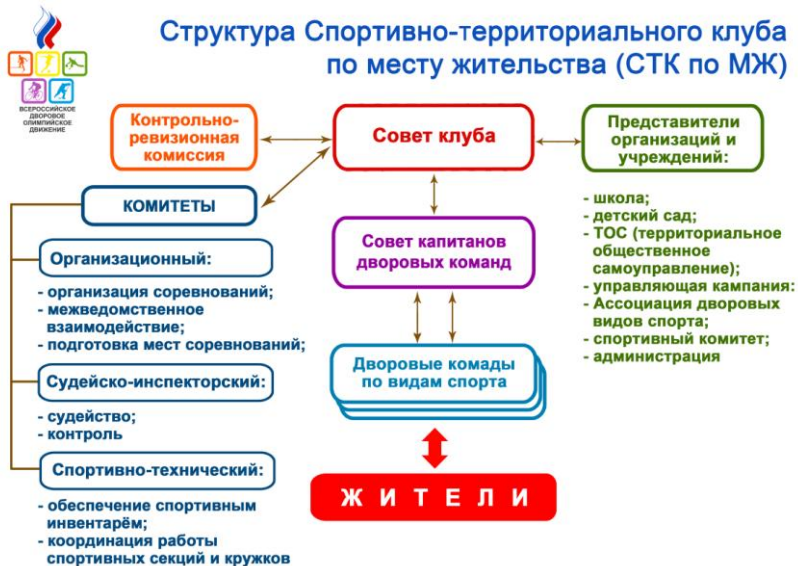 Структура Спортивно-территориального клуба
по месту жительства (СТК по МЖ)
ВСЕРОССИЙСКОЕ
ДВОРОВОЕ
ОЛИМПИЙСКОЕ
ДВИЖЕНИЕ
Контрольно-
ревизионная
комиссия
Совет клуба
Представители
организаций и
учреждений:
- школа;
- детский сад;
- ТОС (территориальное
общественное
самоуправление);
- управляющая кампания:
- Ассоциация дворовых
видов спорта;
- спортивный комитет;
- администрация
КОМИТЕТЫ
Организационный:
- организация соревнований;
- межведомственное
взаимодействие;
- подготовка мест соревнований;
Судейско-инспекторский:
- судейство;
- контроль
Спортивно-технический:
- обеспечение спортивным
инвентарём;
- координация работы
спортивных секций и кружков
Совет капитанов
дворовых команд
Дворовые комады
по видам спорта
ЖИТЕЛИ